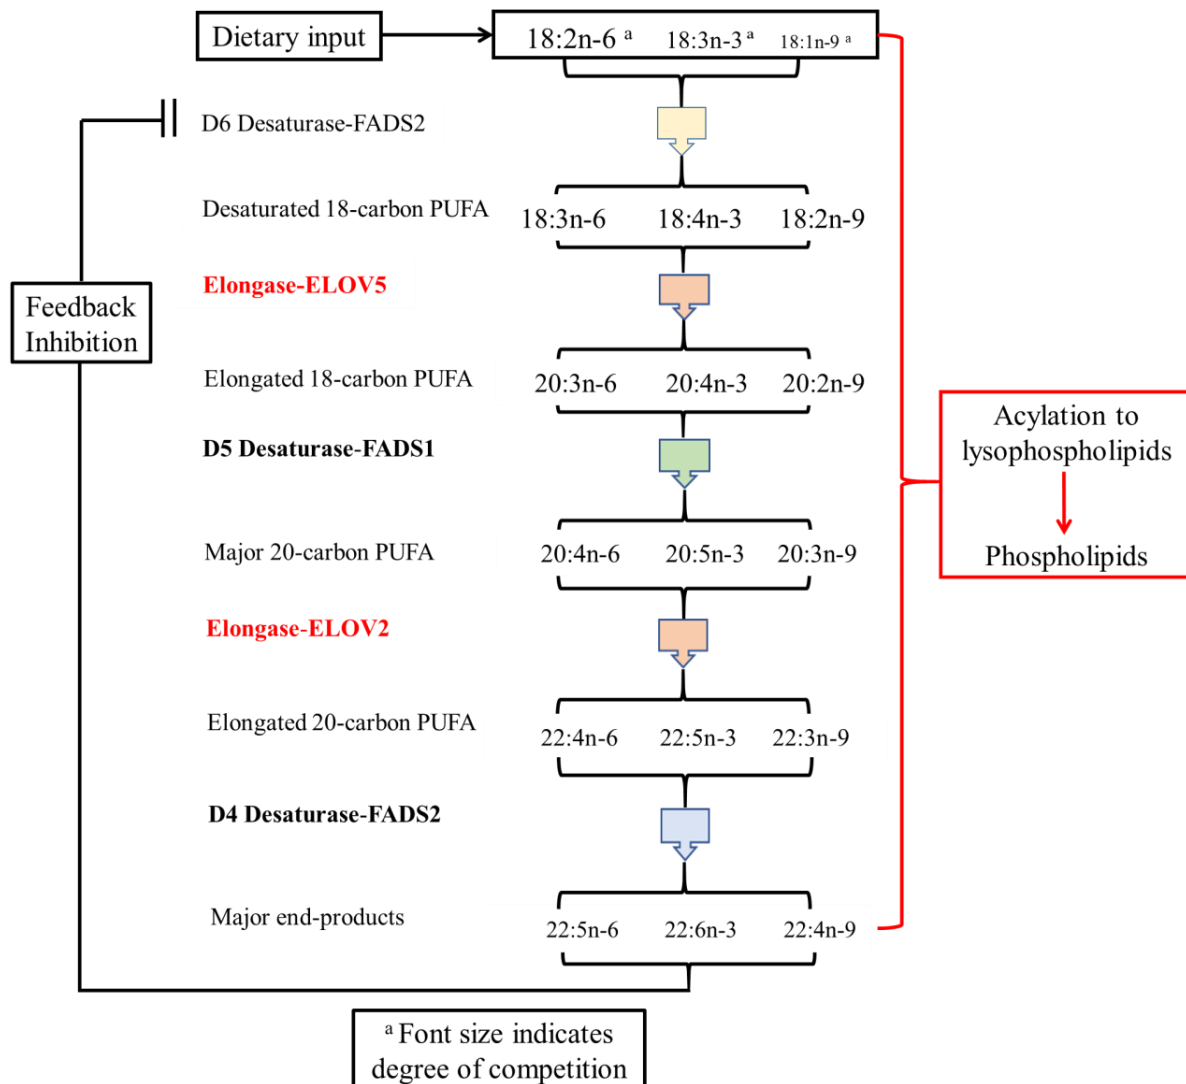 Dietary input
18:2n-6 ᵃ 18:3n-3 ᵃ 18:1n-9 ᵃ
D6 Desaturase-FADS2
Desaturated 18-carbon PUFA
18:3n-6 18:4n-3 18:2n-9
Elongase-ELOV5
Feedback
Inhibition
Elongated 18-carbon PUFA
20:3n-6 20:4n-3 20:2n-9
D5 Desaturase-FADS1
Acylation to
lysophospholipids
Phospholipids
Major 20-carbon PUFA
20:4n-6 20:5n-3 20:3n-9
Elongase-ELOV2
Elongated 20-carbon PUFA
22:4n-6 22:5n-3 22:3n-9
D4 Desaturase-FADS2
Major end-products
22:5n-6 22:6n-3 22:4n-9
ᵃ Font size indicates
degree of competition